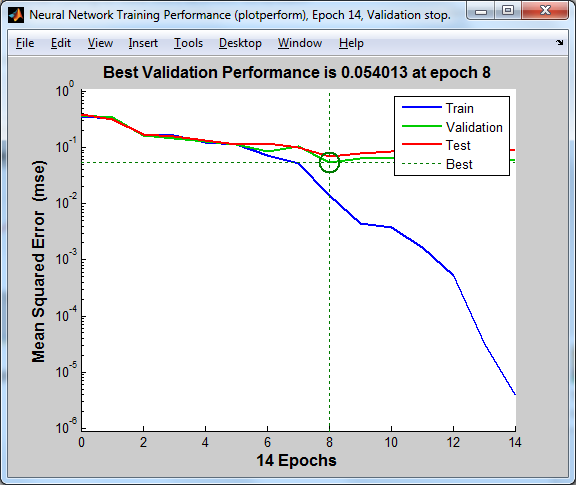 Neural Network Training Performance (plotperform), Epoch 14, Validation stop.
File Edit View Insert Tools Desktop Window Help
Best Validation Performance is 0.054013 at epoch 8
Mean Squared Error (mse)
10^0
10^-1
10^-2
10^-3
10^-4
10^-5
10^-6
Train
Validation
Test
Best
0 2 4 6 8 10 12 14
14 Epochs